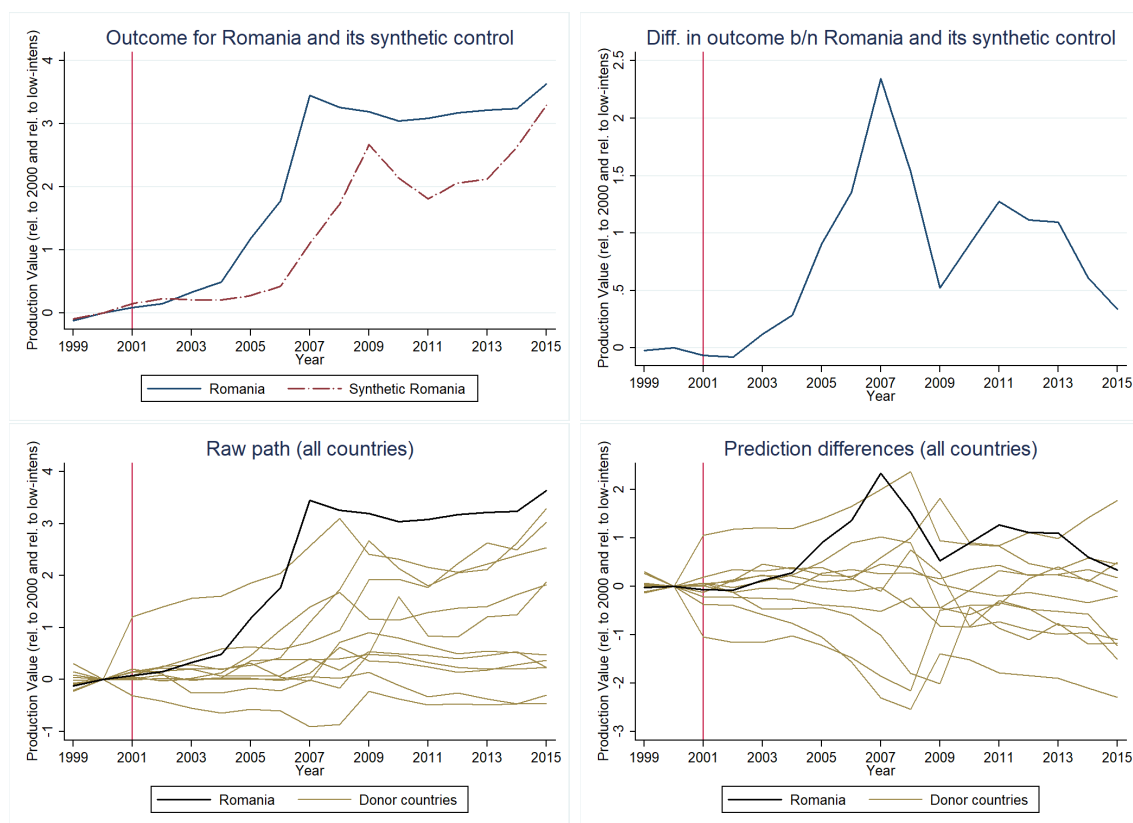 Outcome for Romania and its synthetic control
Production Value (rel. to 2000 and rel. to low-intens)
4
3
2
1
0
1999 2001 2003 2005 2007 2009 2011 2013 2015
Year
Romania Synthetic Romania
Diff. in outcome b/n Romania and its synthetic control
Production Value (rel. to 2000 and rel. to low-intens)
2.5
2
1.5
1
.5
0
1999 2001 2003 2005 2007 2009 2011 2013 2015
Year
Raw path (all countries)
Production Value (rel. to 2000 and rel. to low-intens)
4
3
2
1
0
-1
1999 2001 2003 2005 2007 2009 2011 2013 2015
Year
Romania Donor countries
Prediction differences (all countries)
Production Value (rel. to 2000 and rel. to low-intens)
2
1
0
-1
-2
-3
1999 2001 2003 2005 2007 2009 2011 2013 2015
Year
Romania Donor countries